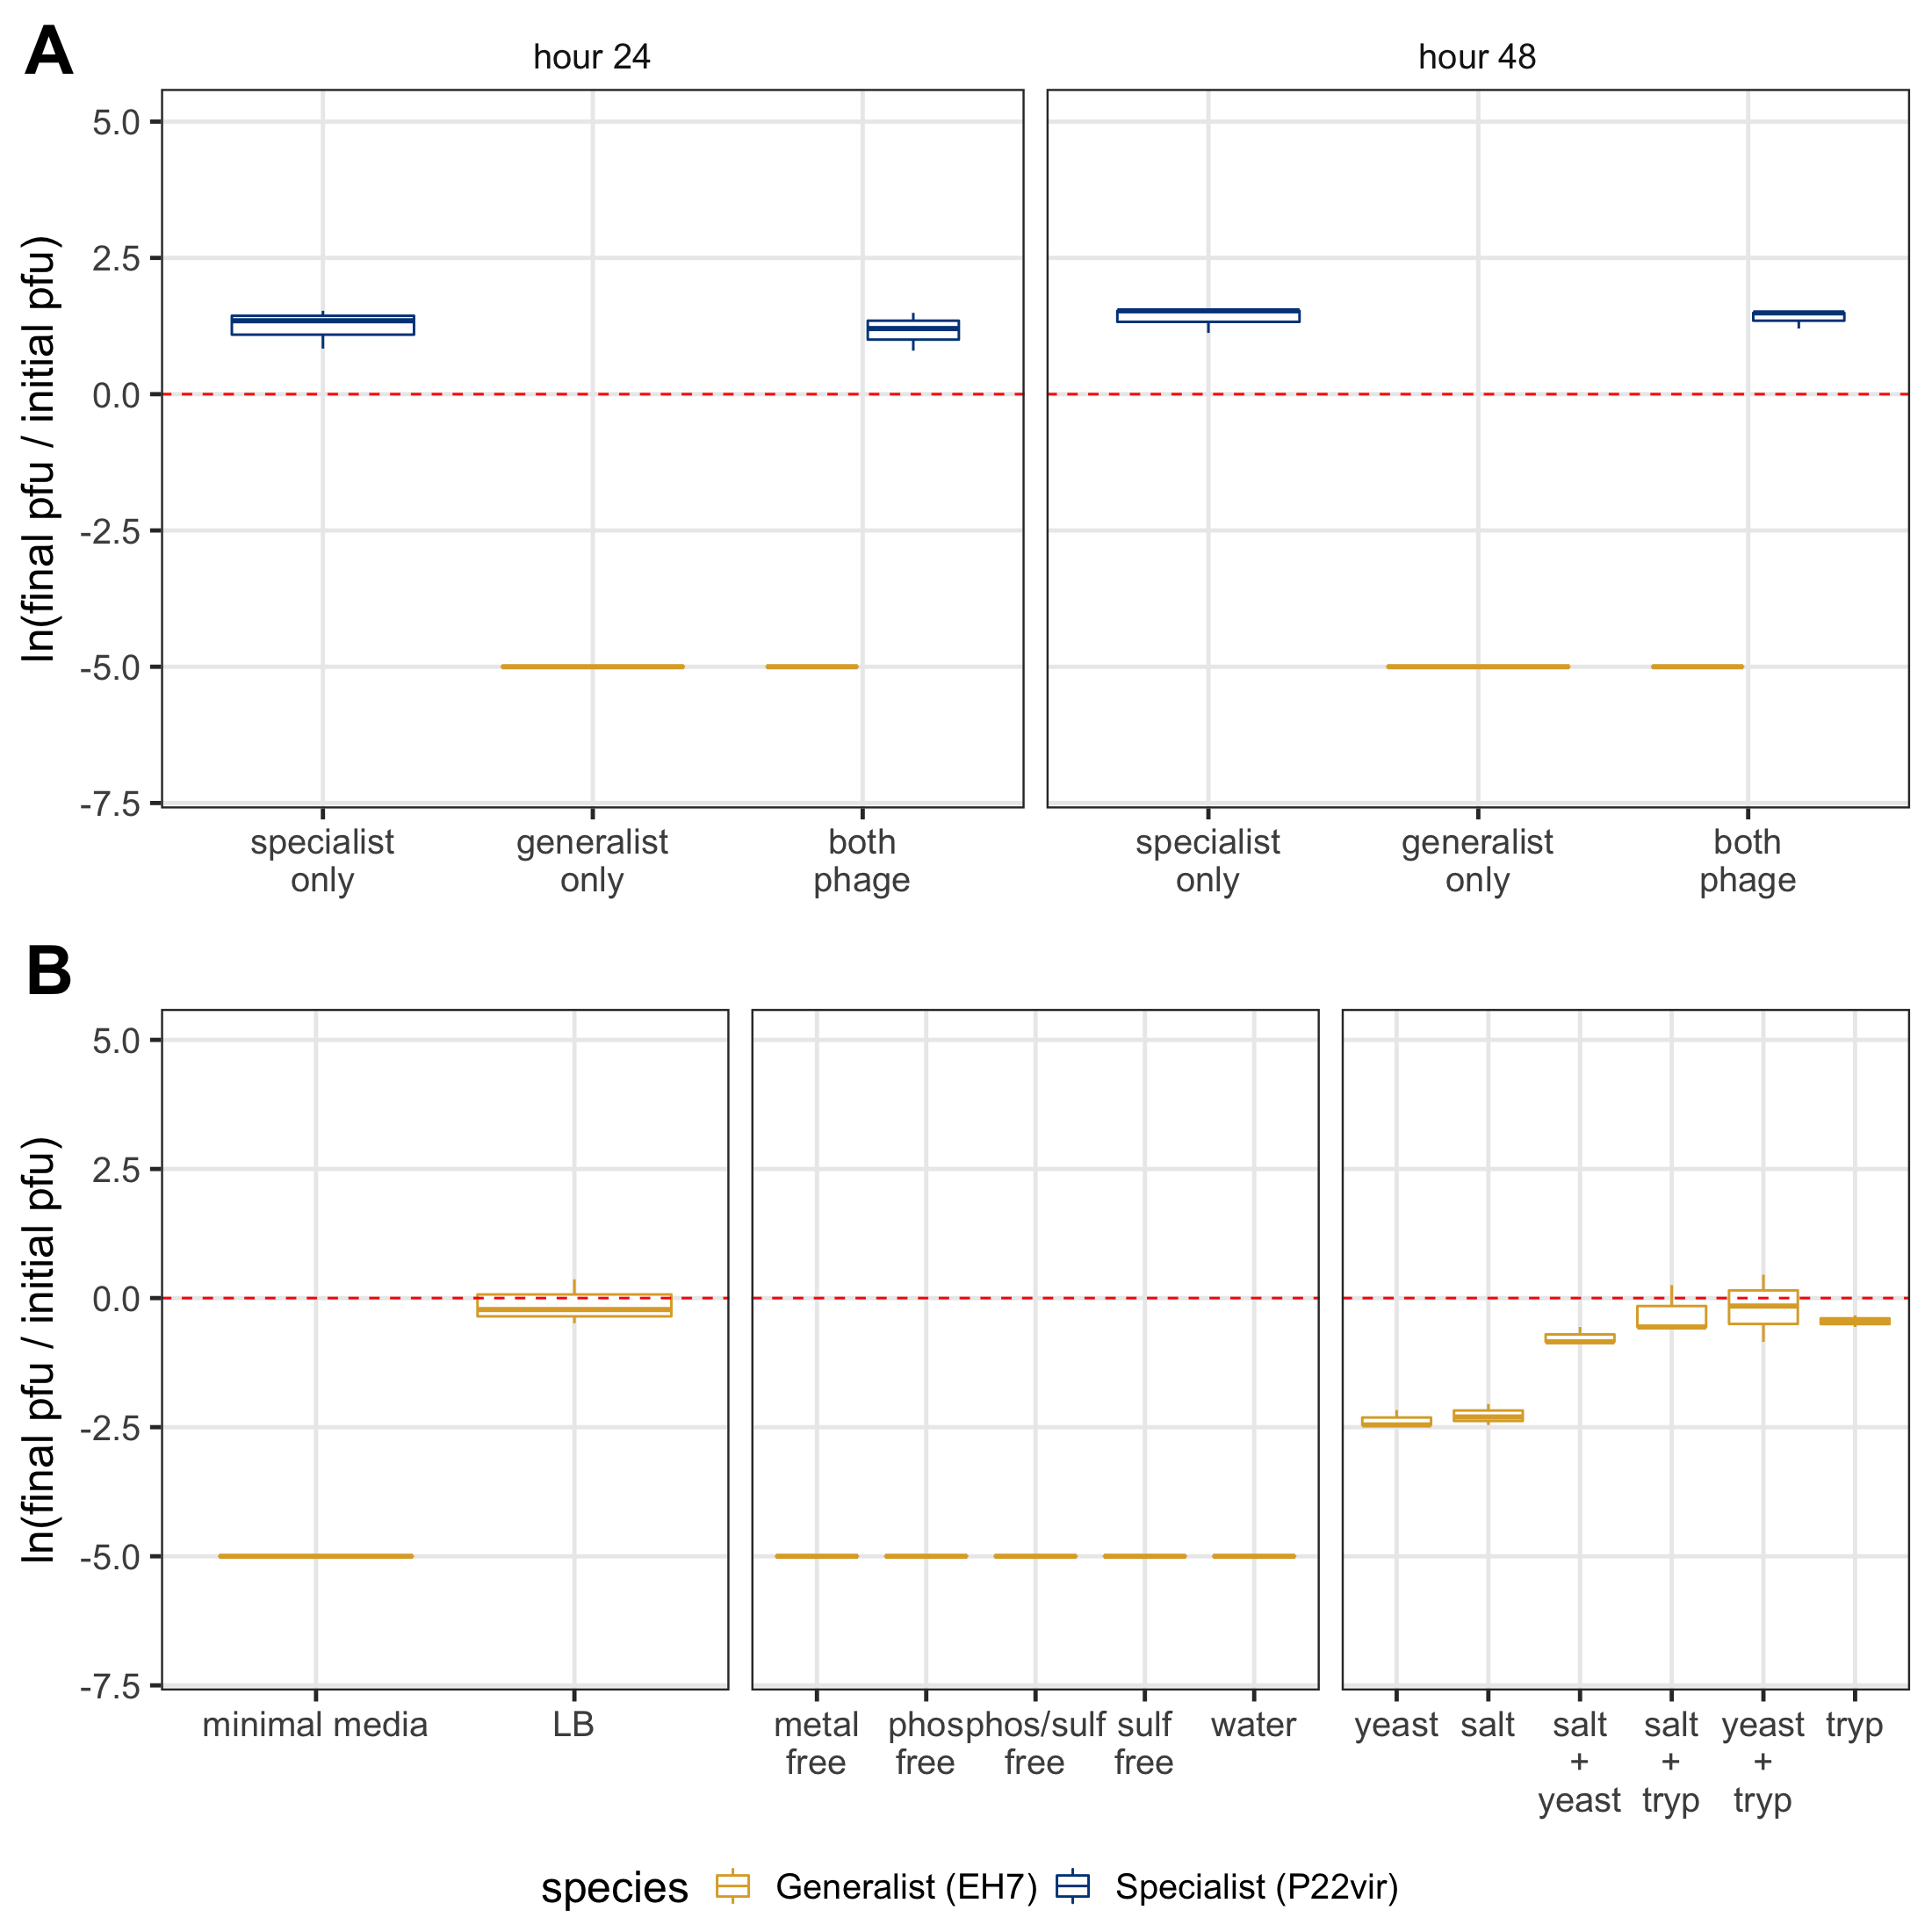 A
hour 24
hour 48
ln(final pfu / initial pfu)
5.0
2.5
0.0
-2.5
-5.0
-7.5
specialist only
generalist only
both phage
specialist only
generalist only
both phage
B
ln(final pfu / initial pfu)
5.0
2.5
0.0
-2.5
-5.0
-7.5
minimal media
LB
metal free
phos free
phos/sulf free
sulf free
water
yeast
salt
salt + yeast
salt + tryp
yeast + tryp
tryp
species
Generalist (EH7)
Specialist (P22vir)